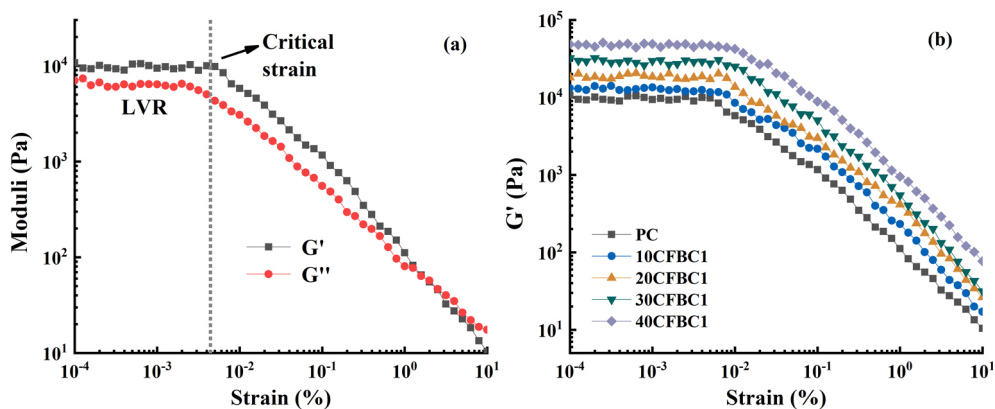 (a)
Critical
strain
LVR
G'
G''
Moduli (Pa)
10⁴
10³
10²
10¹
10⁻⁴ 10⁻³ 10⁻² 10⁻¹ 10⁰ 10¹
Strain (%)
(b)
PC
10CFBC1
20CFBC1
30CFBC1
40CFBC1
G' (Pa)
10⁵
10⁴
10³
10²
10¹
10⁰
10⁻⁴ 10⁻³ 10⁻² 10⁻¹ 10⁰ 10¹
Strain (%)